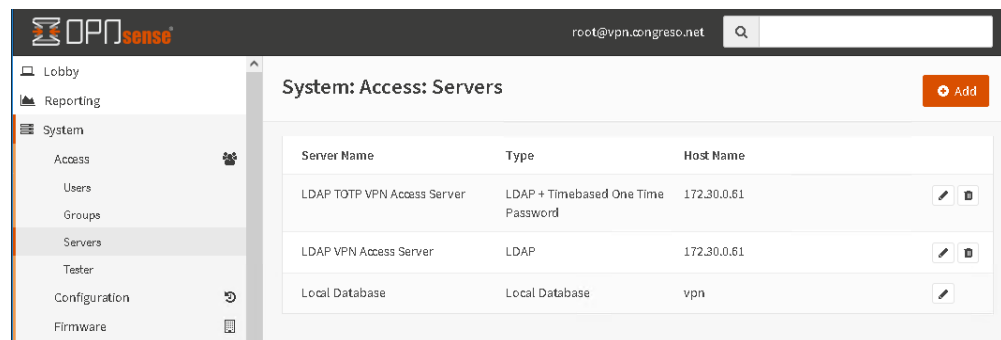 OPNsense®
root@vpn.congreso.net
Lobby
Reporting
System
Access
Users
Groups
Servers
Tester
Configuration
Firmware
System: Access: Servers
Add
Server Name Type Host Name
LDAP TOTP VPN Access Server LDAP + Timebased One Time 172.30.0.61
Password
LDAP VPN Access Server LDAP 172.30.0.61
Local Database Local Database vpn